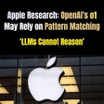 Apple Research: OpenAI's o1
May Rely on Pattern Matching
'LLMs Cannot Reason'